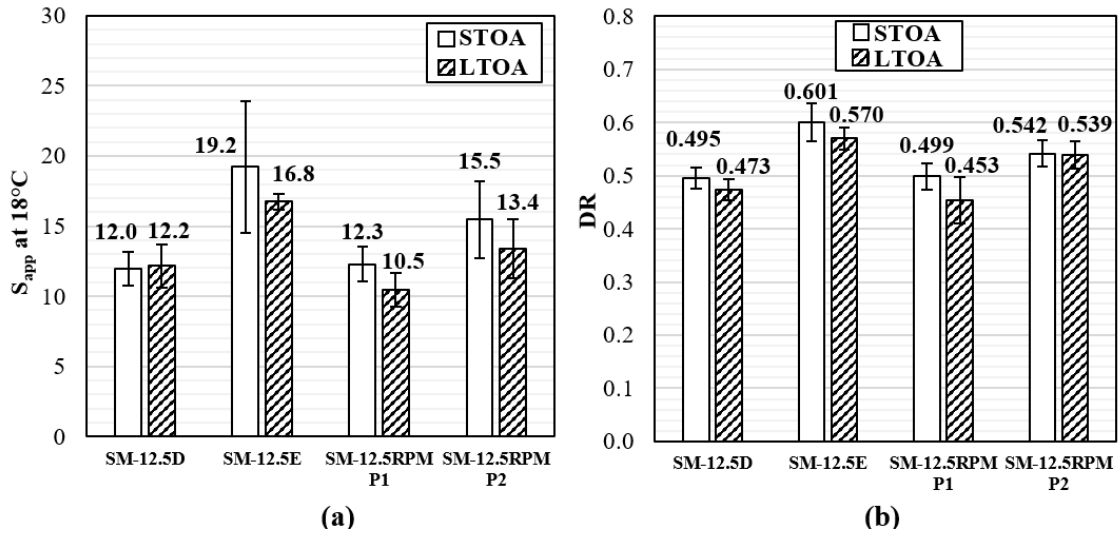 30
25
20
15
10
5
0
S_app at 18°C
STOA
LTOA
12.0
12.2
19.2
16.8
12.3
10.5
15.5
13.4
SM-12.5D
SM-12.5E
SM-12.5RPM
P1
SM-12.5RPM
P2
(a)
0.8
0.7
0.6
0.5
0.4
0.3
0.2
0.1
0.0
DR
STOA
LTOA
0.495
0.473
0.601
0.570
0.499
0.453
0.542
0.539
SM-12.5D
SM-12.5E
SM-12.5RPM
P1
SM-12.5RPM
P2
(b)